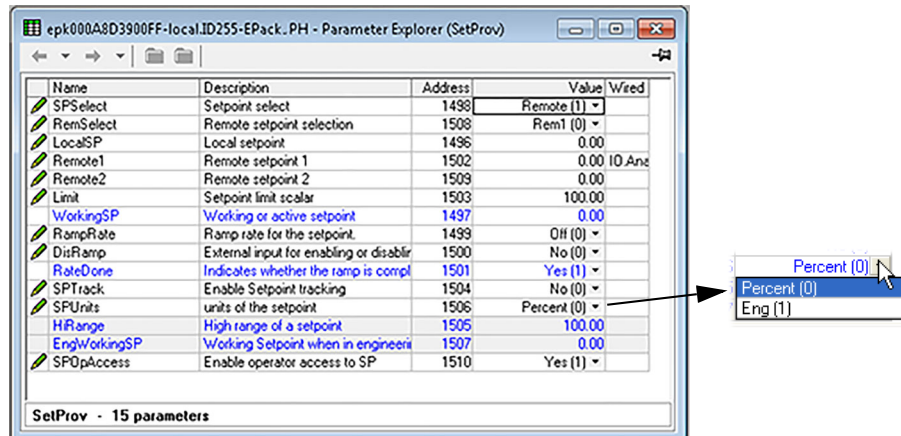 epk000A8D3900FF-local.ID255-EPack_PH - Parameter Explorer (SetProv)
Name Description Address Value Wired
SPSelect Setpoint select 1498 Remote (1)
RemSelect Remote setpoint selection 1508 Rem1 (0)
LocalSP Local setpoint 1496 0.00
Remote1 Remote setpoint 1 1502 0.00 IO.Ana
Remote2 Remote setpoint 2 1509 0.00
Limit Setpoint limit scalar 1503 100.00
WorkingSP Working or active setpoint 1497 0.00
RampRate Ramp rate for the setpoint. 1499 Off (0)
DisRamp External input for enabling or disablin 1500 No (0)
RateDone Indicates whether the ramp is compl 1501 Yes (1)
SPTrack Enable Setpoint tracking 1504 No (0)
SPUnits units of the setpoint 1506 Percent (0)
HiRange High range of a setpoint 1505 100.00
EngWorkingSP Working Setpoint when in engineeri 1507 0.00
SPOpAccess Enable operator access to SP 1510 Yes (1)
SetProv - 15 parameters
Percent (0)
Percent (0)
Eng (1)